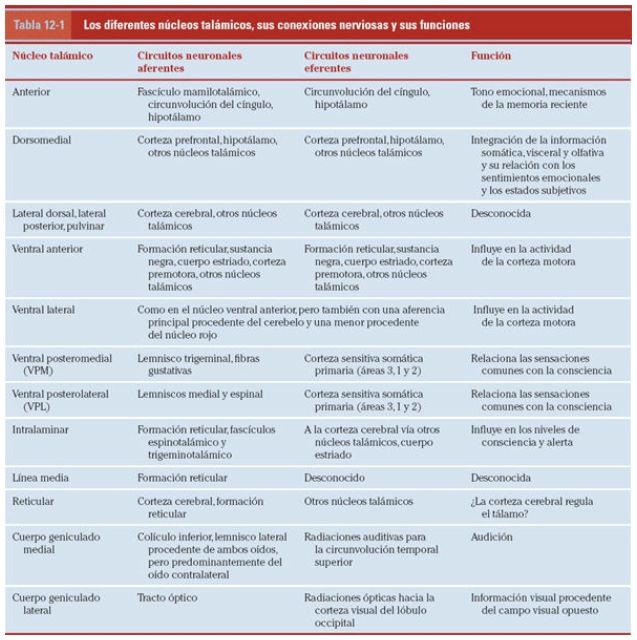 Tabla 12-1 Los diferentes núcleos talámicos, sus conexiones nerviosas y sus funciones
Núcleo talámico
Circuitos neuronales
aferentes
Circuitos neuronales
eferentes
Función
Anterior
Fascículo mamilotalámico,
circunvolución del cíngulo,
hipotálamo
Circunvolución del cíngulo,
hipotálamo
Tono emocional, mecanismos
de la memoria reciente
Dorsomedial
Corteza prefrontal, hipotálamo,
otros núcleos talámicos
Corteza prefrontal, hipotálamo,
otros núcleos talámicos
Integración de la información
somática, visceral y olfativa
y su relación con los
sentimientos emocionales
y los estados subjetivos
Lateral dorsal, lateral
posterior, pulvinar
Corteza cerebral, otros núcleos
talámicos
Corteza cerebral, otros núcleos
talámicos
Desconocida
Ventral anterior
Formación reticular, sustancia
negra, cuerpo estriado, corteza
premotora, otros núcleos
talámicos
Formación reticular, sustancia
negra, cuerpo estriado, corteza
premotora, otros núcleos
talámicos
Influye en la actividad
de la corteza motora
Ventral lateral
Como en el núcleo ventral anterior, pero también con una aferencia
principal procedente del cerebelo y una menor procedente
del núcleo rojo
Influye en la actividad
de la corteza motora
Ventral posteromedial
(VPM)
Lemnisco trigeminal, fibras
gustativas
Corteza sensitiva somática
primaria (áreas 3, 1 y 2)
Relaciona las sensaciones
comunes con la consciencia
Ventral posterolateral
(VPL)
Lemniscos medial y espinal
Corteza sensitiva somática
primaria (áreas 3, 1 y 2)
Relaciona las sensaciones
comunes con la consciencia
Intralaminar
Formación reticular, fascículos
espinotalámico y
trigeminotalámico
A la corteza cerebral vía otros
núcleos talámicos, cuerpo
estriado
Influye en los niveles de
consciencia y alerta
Línea media
Formación reticular
Desconocido
Desconocida
Reticular
Corteza cerebral, formación
reticular
Otros núcleos talámicos
¿La corteza cerebral regula
el tálamo?
Cuerpo geniculado
medial
Colículo inferior, lemnisco lateral
procedente de ambos oídos,
pero predominantemente del
oído contralateral
Radiaciones auditivas para
la circunvolución temporal
superior
Audición
Cuerpo geniculado
lateral
Tracto óptico
Radiaciones ópticas hacia la
corteza visual del lóbulo
occipital
Información visual procedente
del campo visual opuesto